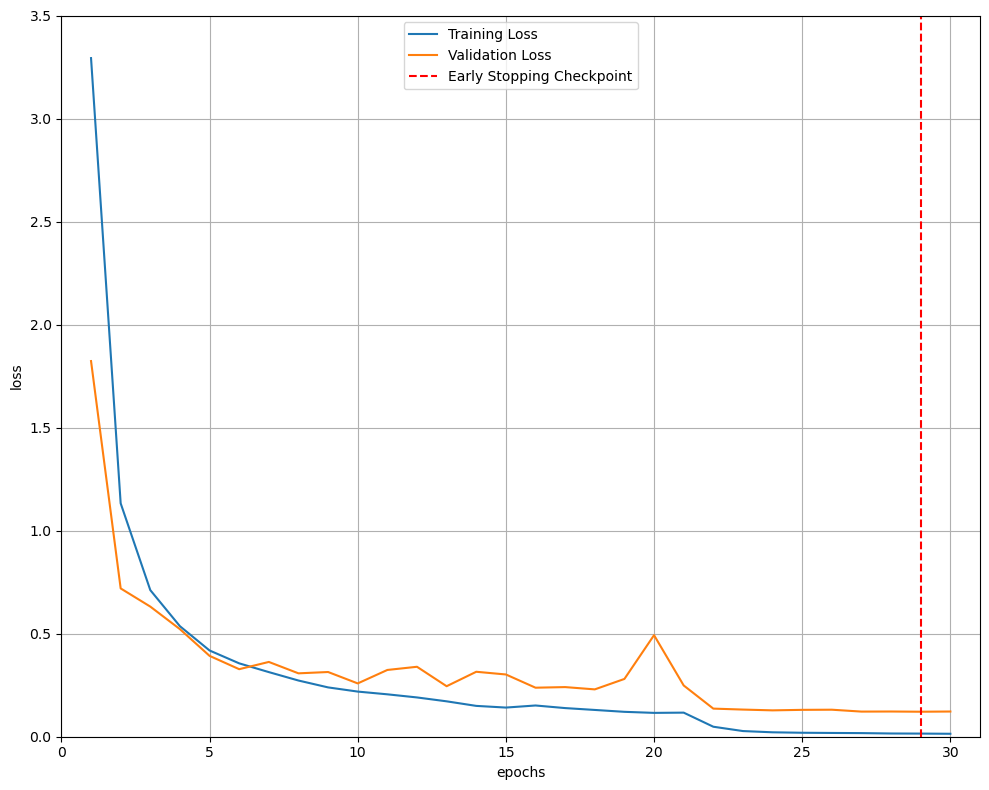 3.5
3.0
2.5
2.0
1.5
1.0
0.5
0.0
loss
Training Loss
Validation Loss
Early Stopping Checkpoint
0 5 10 15 20 25 30
epochs